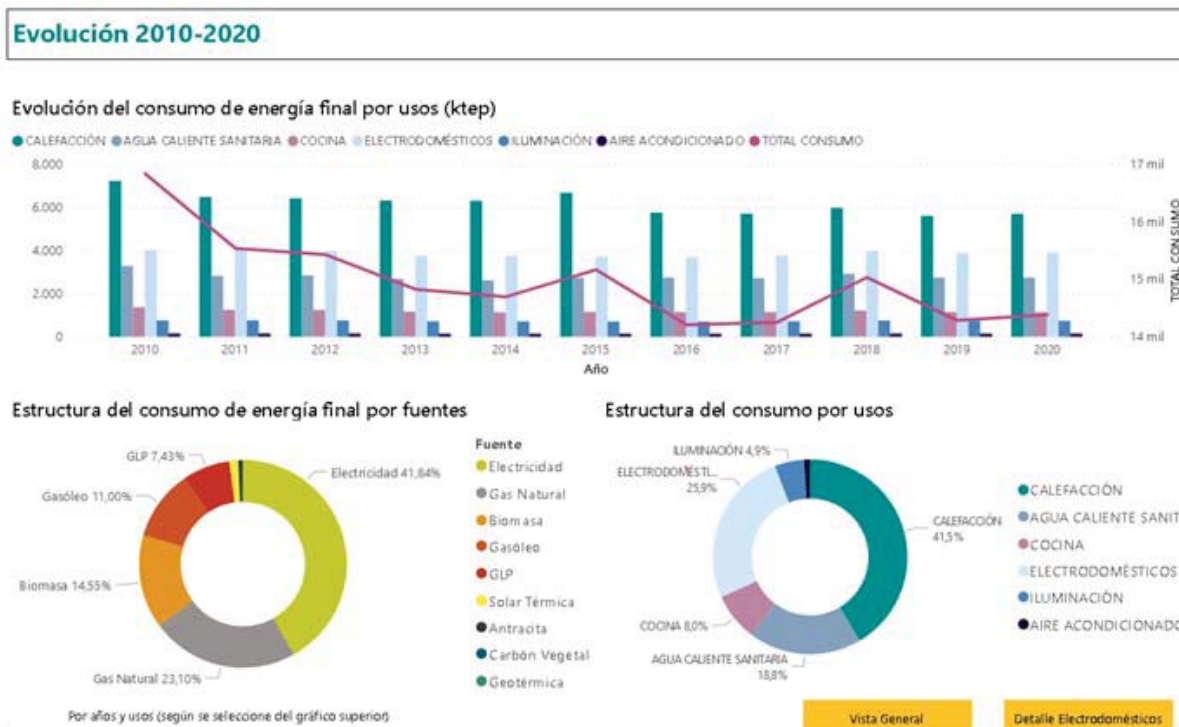 Evolución 2010-2020
Evolución del consumo de energía final por usos (ktep)
CALEFACCIÓN AGUA CALIENTE SANITARIA COCINA ELECTRODOMÉSTICOS ILUMINACIÓN AIRE ACONDICIONADO TOTAL CONSUMO
8.000
6.000
4.000
2.000
0
17 mil
16 mil
15 mil
14 mil
TOTAL CONSUMO
2010 2011 2012 2013 2014 2015 2016 2017 2018 2019 2020
Año
Estructura del consumo de energía final por fuentes
GLP 7,43%
Electricidad 41,84%
Gasóleo 11,00%
Biomasa 14,55%
Gas Natural 23,10%
Fuente
Electricidad
Gas Natural
Biomasa
Gasóleo
GLP
Solar Térmica
Antracita
Carbón Vegetal
Geotérmica
Por años y usos (según se seleccione del gráfico superior)
Estructura del consumo por usos
ILUMINACIÓN 4,9%
ELECTRODOMÉSTI...
25,9%
CALEFACCIÓN
41,5%
COCINA 8,0%
AGUA CALIENTE SANITARIA
18,8%
CALEFACCIÓN
AGUA CALIENTE SANIT
COCINA
ELECTRODOMÉSTICOS
ILUMINACIÓN
AIRE ACONDICIONADO
Vista General
Detalle Electrodomésticos